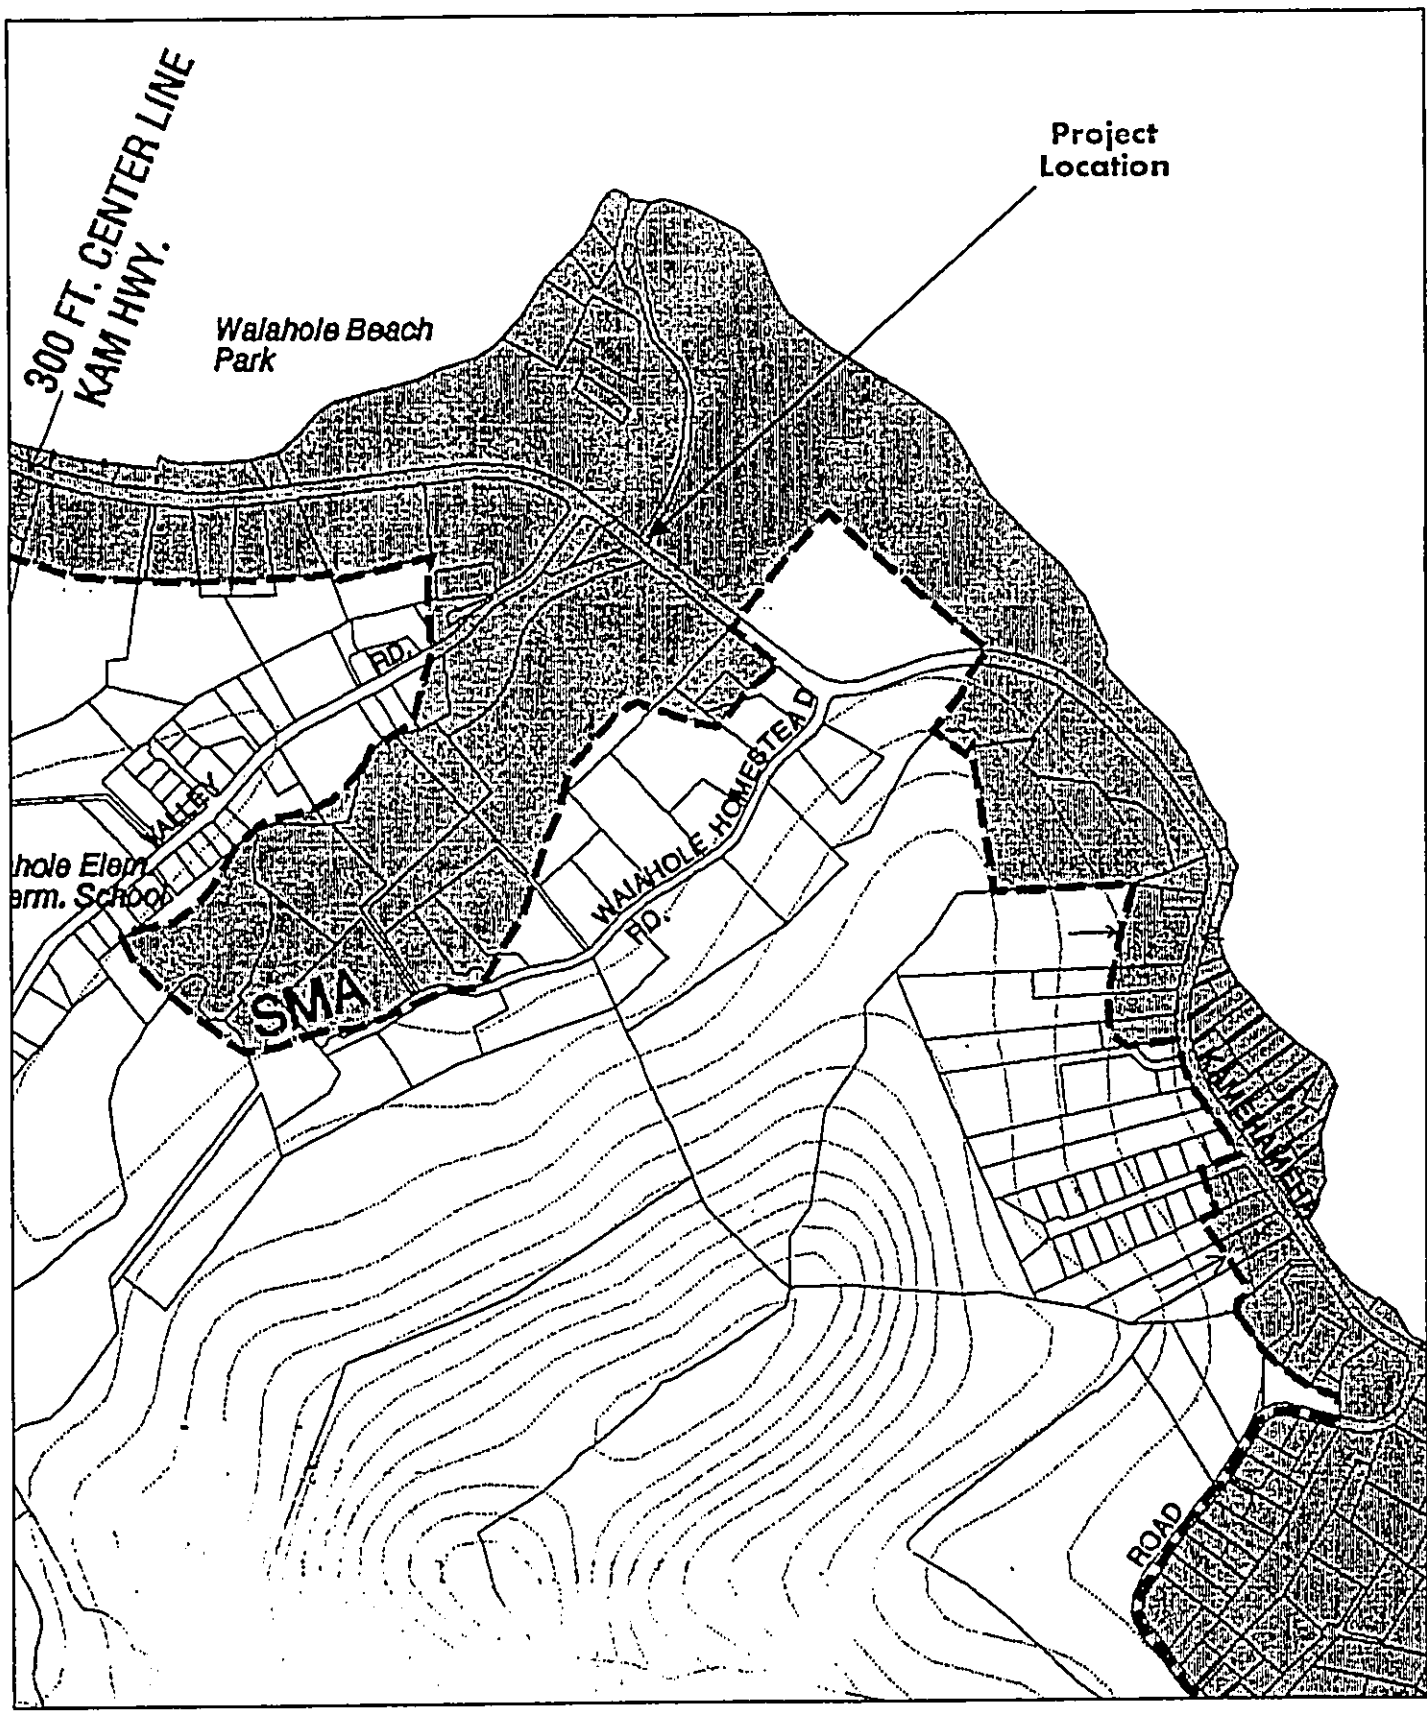 300 FT. CENTER LINE
KAM HWY.
Project
Location
Waiahole Beach
Park
RD.
VALLEY
WAIAHOLE HOMESTEAD
RD.
ahole Elem.
erm. School
SMA
KAMEHAMEH
ROAD